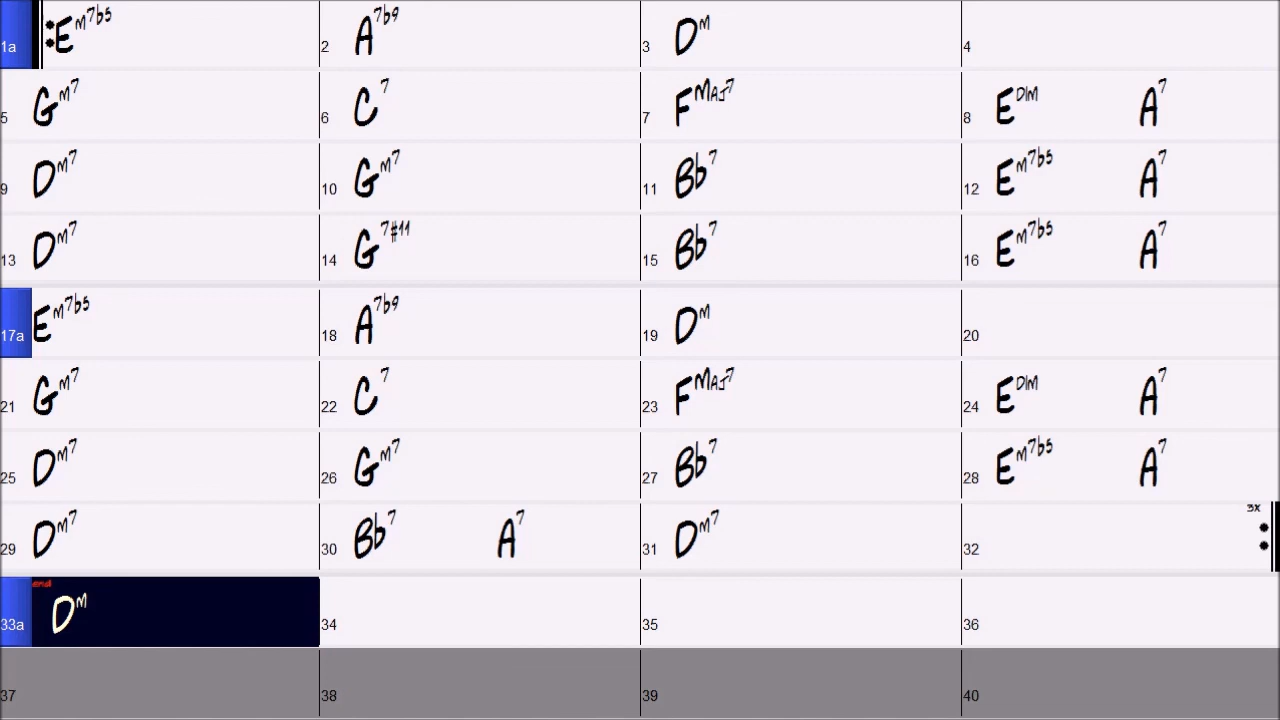 1a Em7b5 2 A7b9 3 Dm 4
5 Gm7 6 C7 7 FMaj7 8 Edim A7
9 Dm7 10 Gm7 11 Bb7 12 Em7b5 A7
13 Dm7 14 G7#11 15 Bb7 16 Em7b5 A7
17a Em7b5 18 A7b9 19 Dm 20
21 Gm7 22 C7 23 FMaj7 24 Edim A7
25 Dm7 26 Gm7 27 Bb7 28 Em7b5 A7
3x
29 Dm7 30 Bb7 A7 31 Dm7 32
33a Dm 34 35 36
37 38 39 40